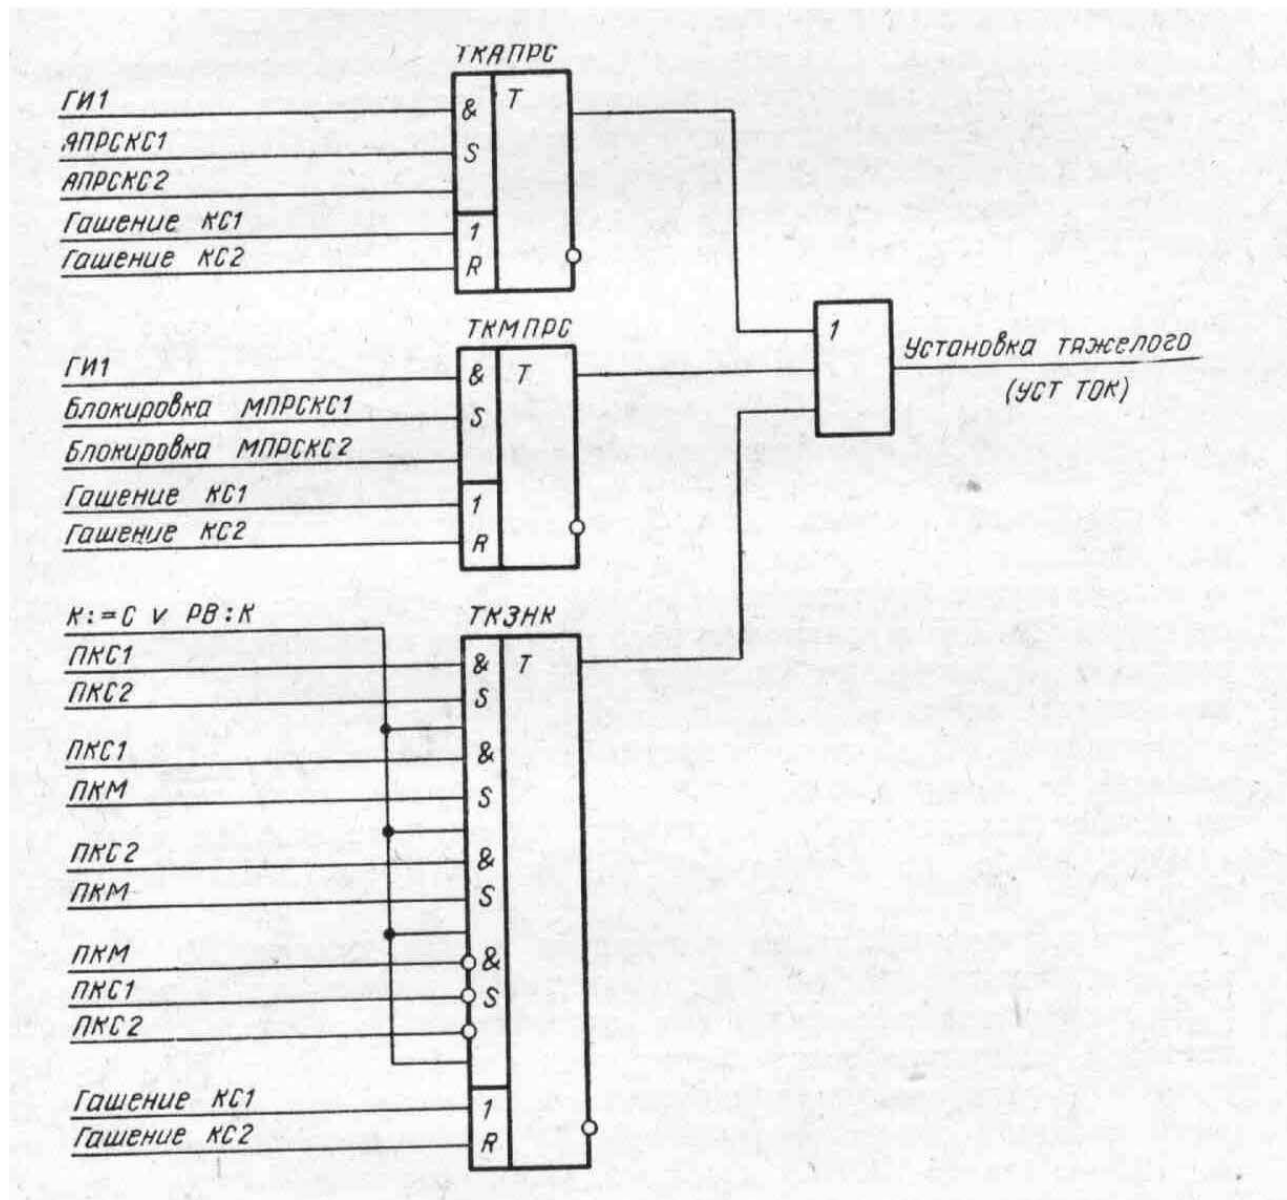 ТКАПРС
ГИ1
&
Т
АПРСКС1
S
АПРСКС2
Гашение КС1
1
Гашение КС2
R
ТКМПРС
ГИ1
&
Т
Блокировка МПРСКС1
S
Блокировка МПРСКС2
Гашение КС1
1
Гашение КС2
R
1
Установка тяжелого
(УСТ ТОК)
К:=С v РВ:К
ТКЗНК
ПКС1
&
Т
ПКС2
S
ПКС1
&
ПКМ
S
ПКС2
&
ПКМ
S
ПКМ
&
ПКС1
S
ПКС2
Гашение КС1
1
Гашение КС2
R